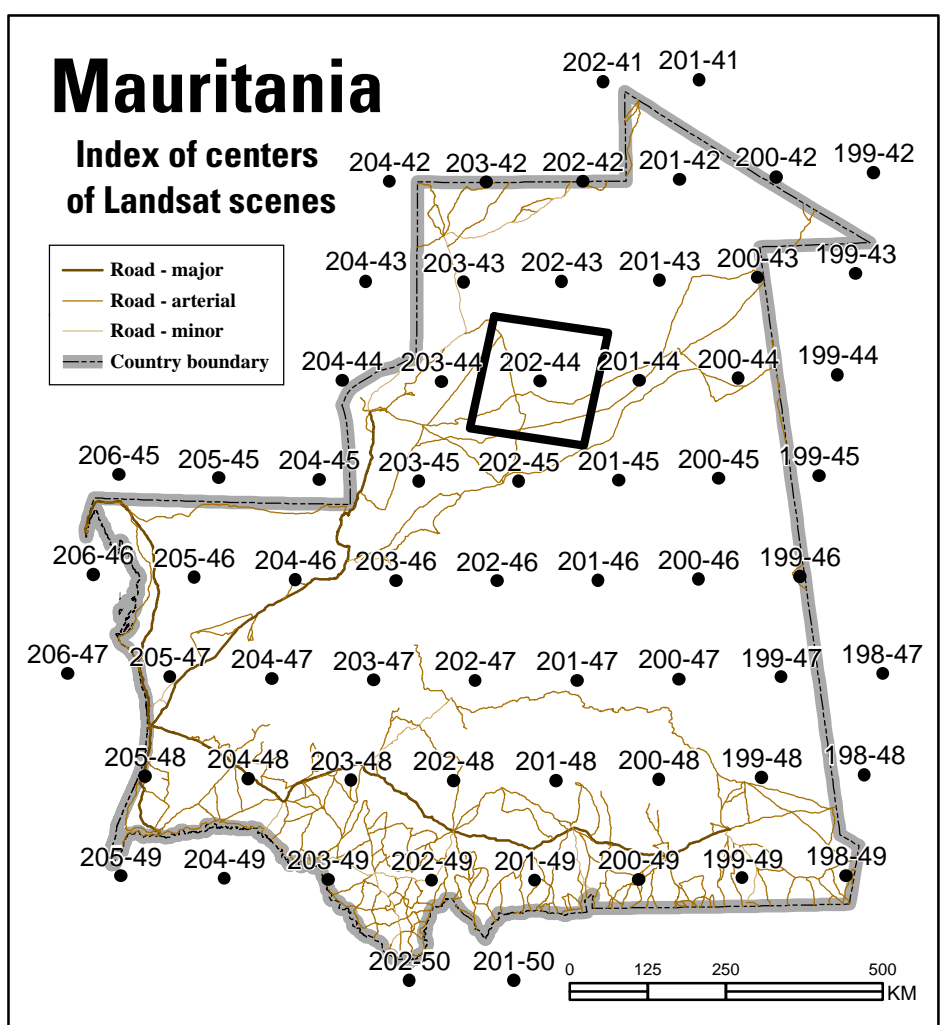 Mauritania
Index of centers
of Landsat scenes
Road - major
Road - arterial
Road - minor
Country boundary
202-41 201-41
204-42 203-42 202-42 201-42 200-42 199-42
204-43 203-43 202-43 201-43 200-43 199-43
204-44 203-44 202-44 201-44 200-44 199-44
206-45 205-45 204-45 203-45 202-45 201-45 200-45 199-45
206-46 205-46 204-46 203-46 202-46 201-46 200-46 199-46
206-47 205-47 204-47 203-47 202-47 201-47 200-47 199-47 198-47
205-48 204-48 203-48 202-48 201-48 200-48 199-48 198-48
205-49 204-49 203-49 202-49 201-49 200-49 199-49 198-49
202-50 201-50
0 125 250 500
KM